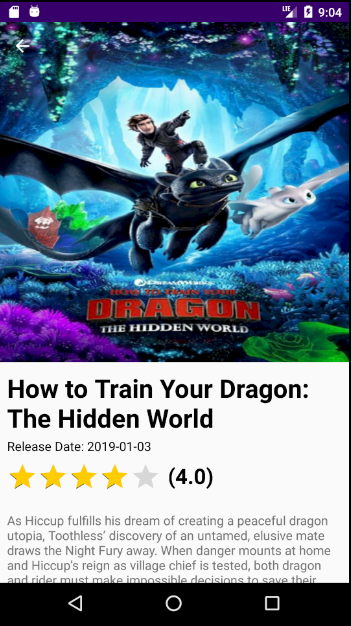 LTE 9:04
DREAMWORKS
HOW TO TRAIN YOUR
DRAGON
THE HIDDEN WORLD
How to Train Your Dragon:
The Hidden World
Release Date: 2019-01-03
(4.0)
As Hiccup fulfills his dream of creating a peaceful dragon
utopia, Toothless’ discovery of an untamed, elusive mate
draws the Night Fury away. When danger mounts at home
and Hiccup’s reign as village chief is tested, both dragon
and rider must make impossible decisions to save their